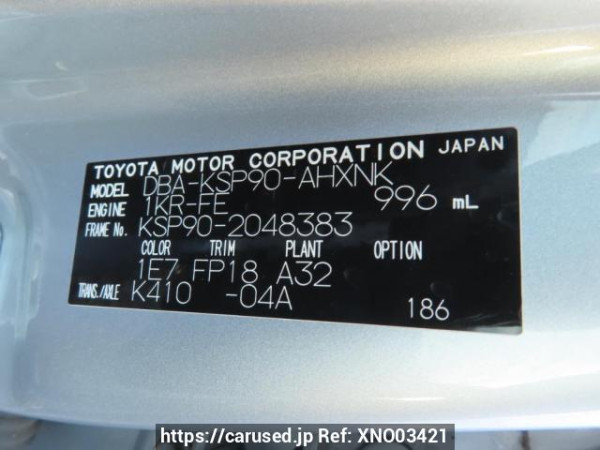 TOYOTA MOTOR CORPORATION JAPAN
MODEL DBA-KSP90-AHXNK
ENGINE 1KR-FE 996 mL
FRAME No. KSP90-2048383
COLOR TRIM PLANT OPTION
1E7 FP18 A32
TRANS./AXLE K410 -04A
186
https://carused.jp Ref: XNO03421